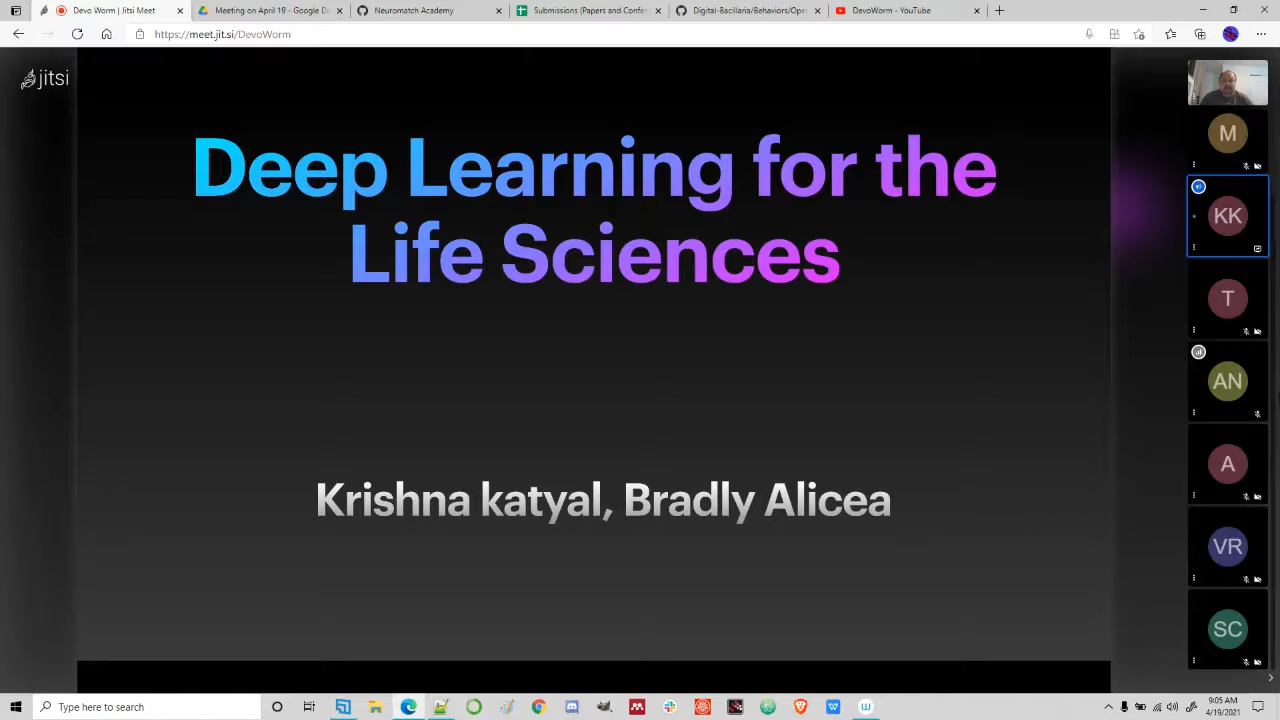 Devo Worm | Jitsi Meet
Meeting on April 19 - Google D
Neuromatch Academy
Submissions (Papers and Conferen
Digital-Bacillaria/Behaviors/Ope
DevoWorm - YouTube
https://meet.jit.si/DevoWorm
jitsi
Deep Learning for the
Life Sciences
Krishna katyal, Bradly Alicea
M
KK
T
AN
A
VR
SC
Type here to search
9:05 AM
4/19/2021